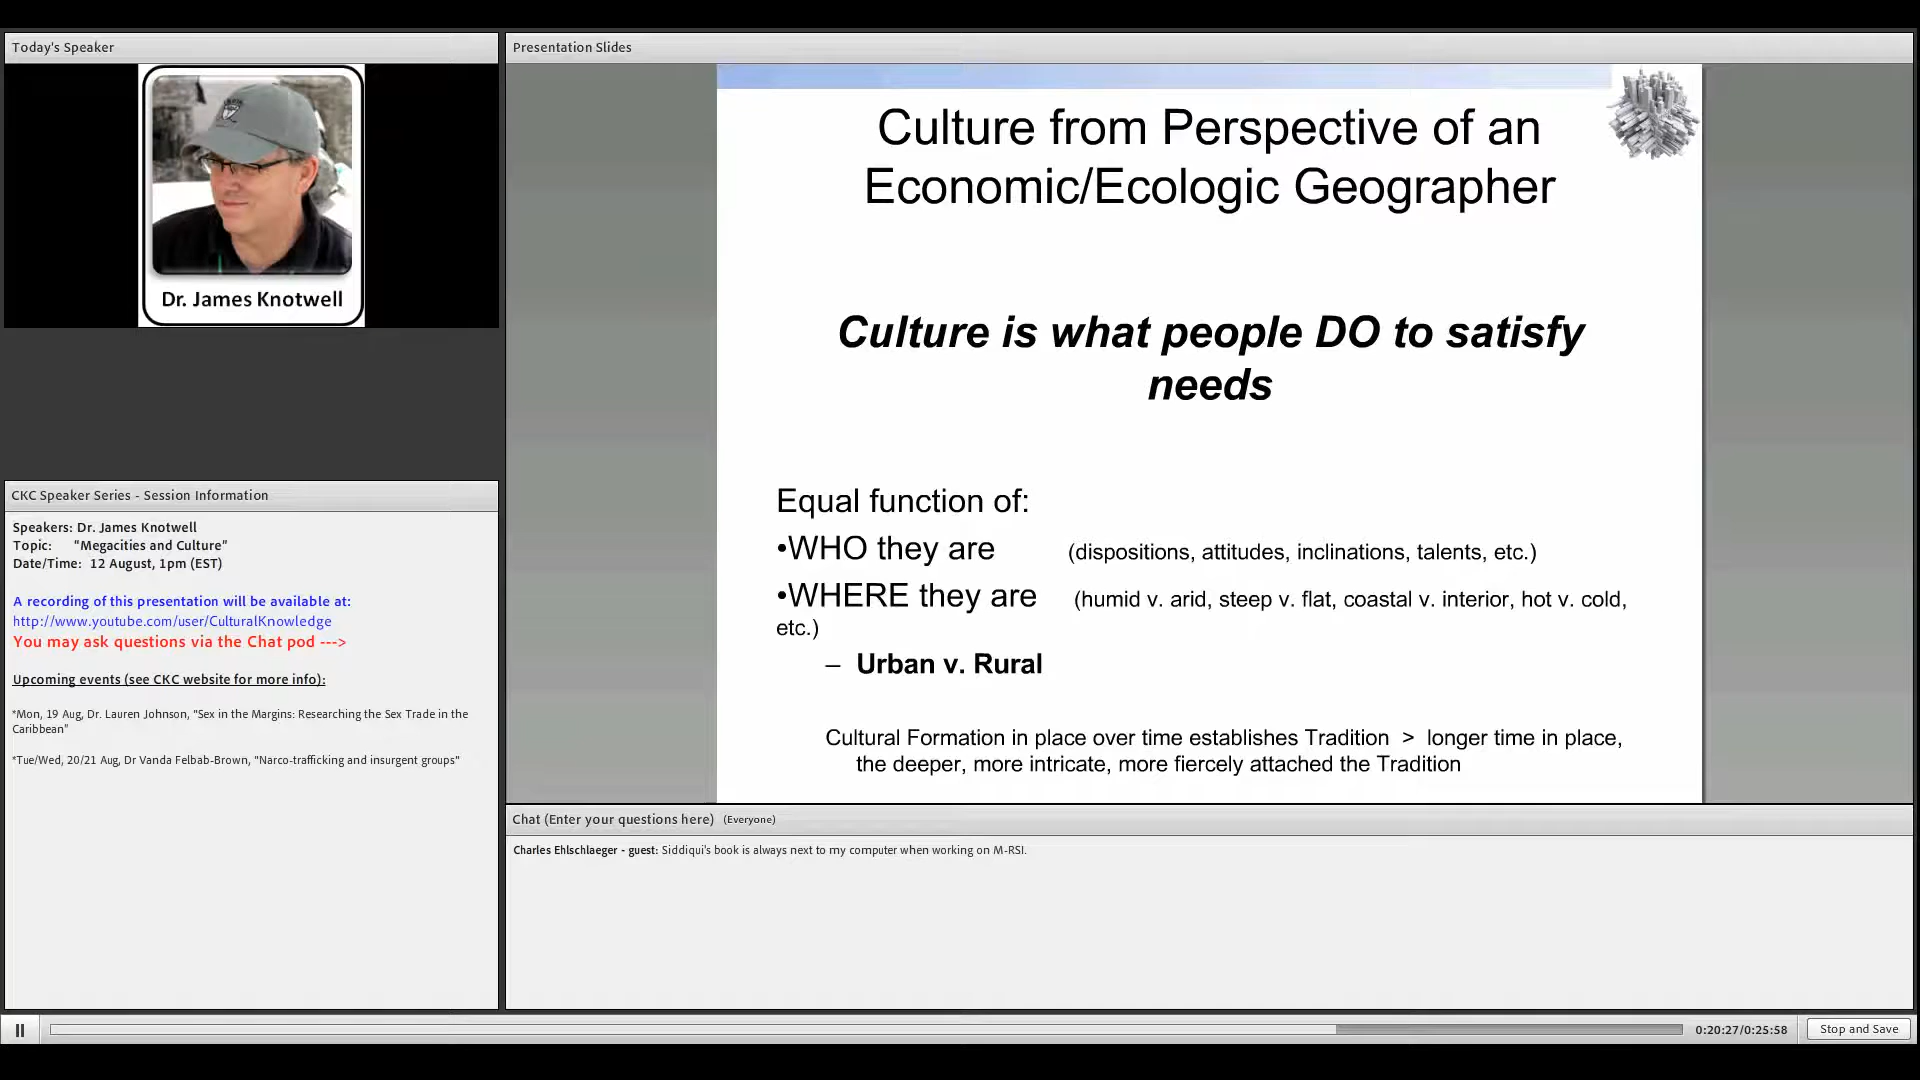 Today's Speaker
Dr. James Knotwell
CKC Speaker Series - Session Information
Speakers: Dr. James Knotwell
Topic: "Megacities and Culture"
Date/Time: 12 August, 1pm (EST)
A recording of this presentation will be available at:
http://www.youtube.com/user/CulturalKnowledge
You may ask questions via the Chat pod --->
Upcoming events (see CKC website for more info):
*Mon, 19 Aug, Dr. Lauren Johnson, "Sex in the Margins: Researching the Sex Trade in the
Caribbean"
*Tue/Wed, 20/21 Aug, Dr Vanda Felbab-Brown, "Narco-trafficking and insurgent groups"
Presentation Slides
Culture from Perspective of an
Economic/Ecologic Geographer
Culture is what people DO to satisfy
needs
Equal function of:
•WHO they are (dispositions, attitudes, inclinations, talents, etc.)
•WHERE they are (humid v. arid, steep v. flat, coastal v. interior, hot v. cold,
etc.)
– Urban v. Rural
Cultural Formation in place over time establishes Tradition > longer time in place,
the deeper, more intricate, more fiercely attached the Tradition
Chat (Enter your questions here) (Everyone)
Charles Ehlschlaeger - guest: Siddiqui's book is always next to my computer when working on M-RSI.
0:20:27/0:25:58
Stop and Save